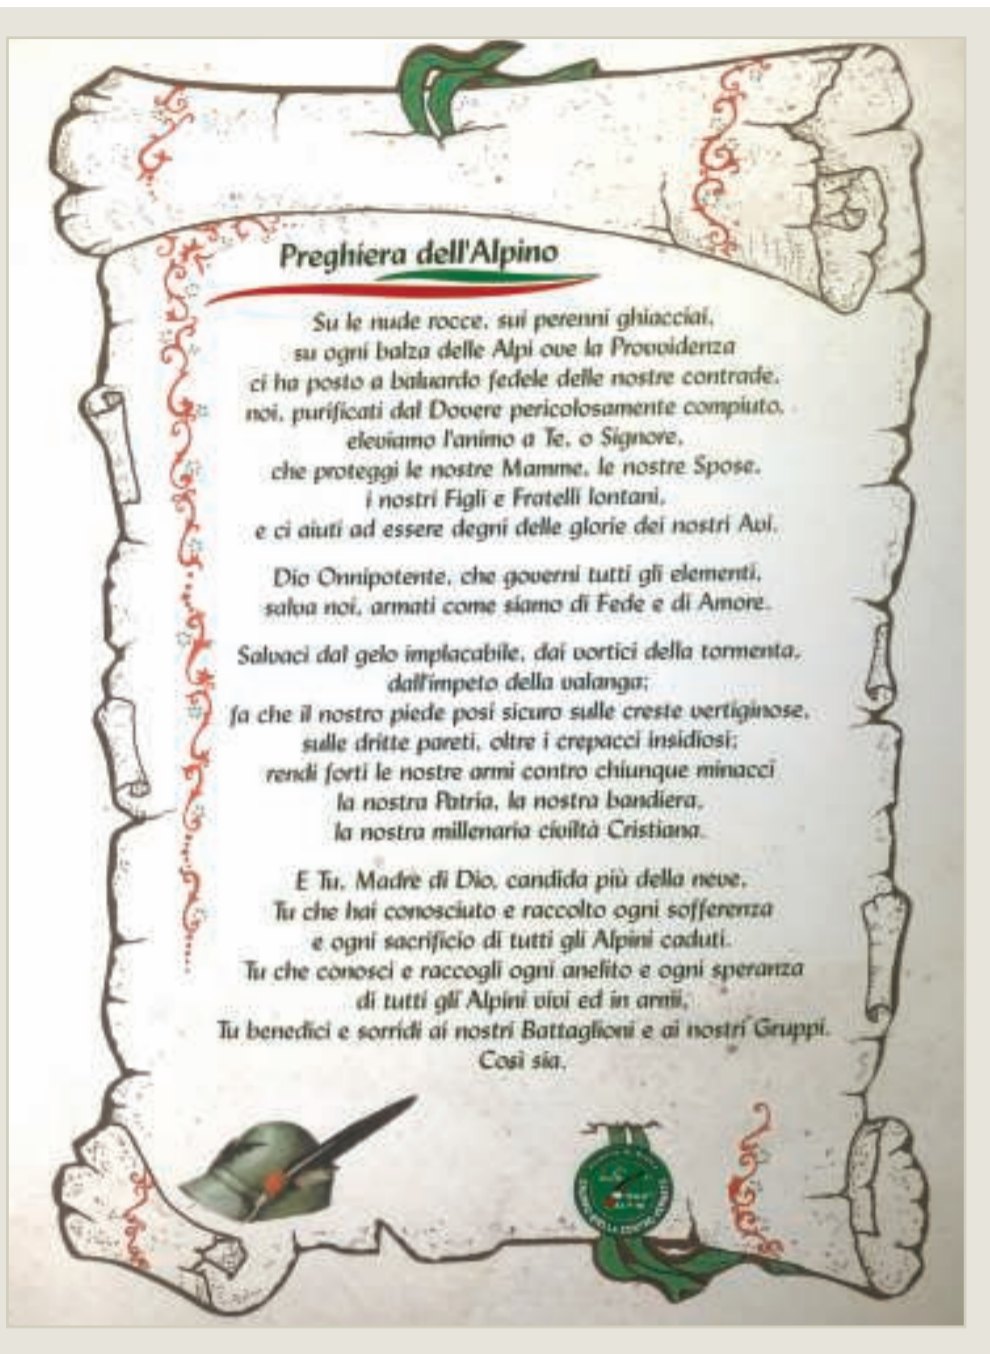 Preghiera dell'Alpino
Su le nude rocce, sui perenni ghiacciai,
su ogni balza delle Alpi ove la Provvidenza
ci ha posto a baluardo fedele delle nostre contrade,
noi, purificati dal Dovere pericolosamente compiuto,
eleviamo l'animo a Te, o Signore,
che proteggi le nostre Mamme, le nostre Spose,
i nostri Figli e Fratelli lontani,
e ci aiuti ad essere degni delle glorie dei nostri Avi.
Dio Onnipotente, che governi tutti gli elementi,
salva noi, armati come siamo di Fede e di Amore.
Salvaci dal gelo implacabile, dai vortici della tormenta,
dall'impeto della valanga;
fa che il nostro piede posi sicuro sulle creste vertiginose,
sulle dritte pareti, oltre i crepacci insidiosi;
rendi forti le nostre armi contro chiunque minacci
la nostra Patria, la nostra bandiera,
la nostra millenaria civiltà Cristiana.
E Tu, Madre di Dio, candida più della neve,
Tu che hai conosciuto e raccolto ogni sofferenza
e ogni sacrificio di tutti gli Alpini caduti.
Tu che conosci e raccogli ogni anelito e ogni speranza
di tutti gli Alpini vivi ed in armi,
Tu benedici e sorridi ai nostri Battaglioni e ai nostri Gruppi.
Così sia.